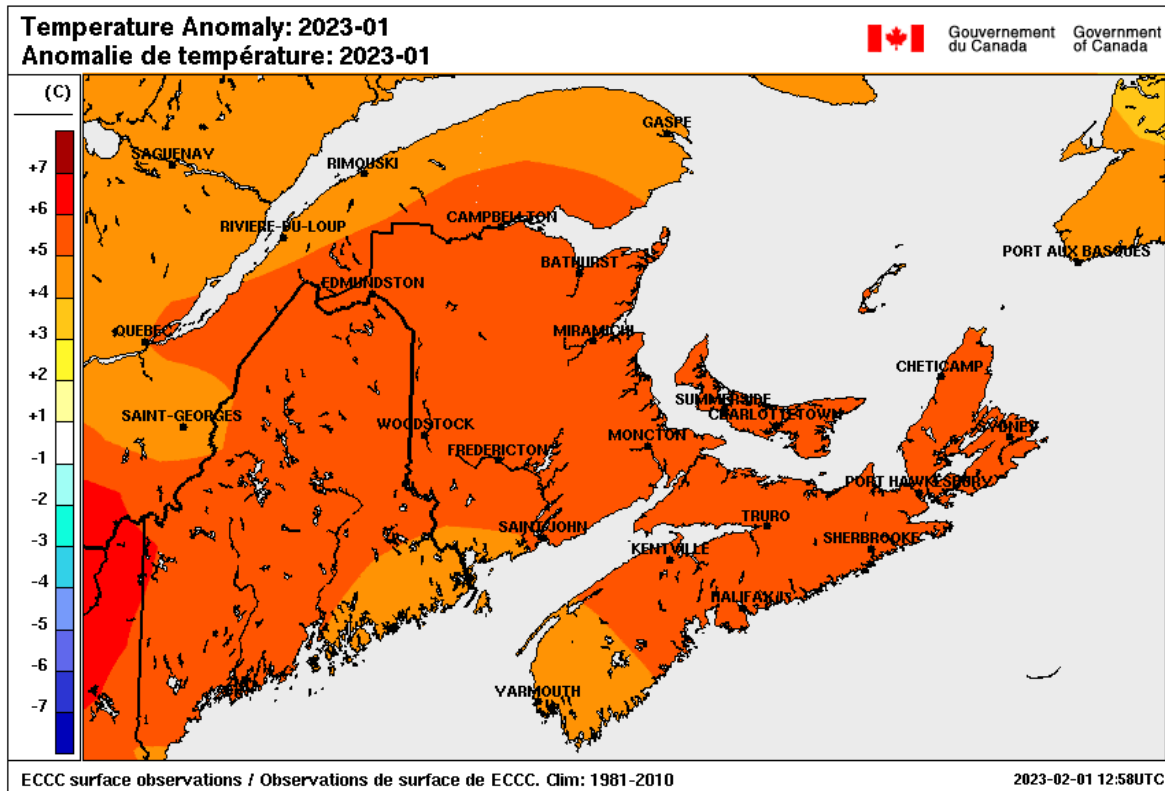 Temperature Anomaly: 2023-01
Anomalie de température: 2023-01
Gouvernement du Canada
Government of Canada
(C)
+7
+6
+5
+4
+3
+2
+1
-1
-2
-3
-4
-5
-6
-7
GASPE
SAGUENAY
RIMOUSKI
CAMPBELLTON
RIVIERE-DU-LOUP
PORT AUX BASQUES
BATHURST
EDMUNDSTON
QUEBEC
MIRAMICHI
CHETICAMP
SUMMERSIDE
SAINT-GEORGES
CHARLOTTETOWN
WOODSTOCK
SYDNEY
MONCTON
FREDERICTON
PORT HAWKESBURY
TRURO
SAINT JOHN
SHERBROOKE
KENTVILLE
HALIFAX
YARMOUTH
ECCC surface observations / Observations de surface de ECCC. Clim: 1981-2010
2023-02-01 12:58UTC